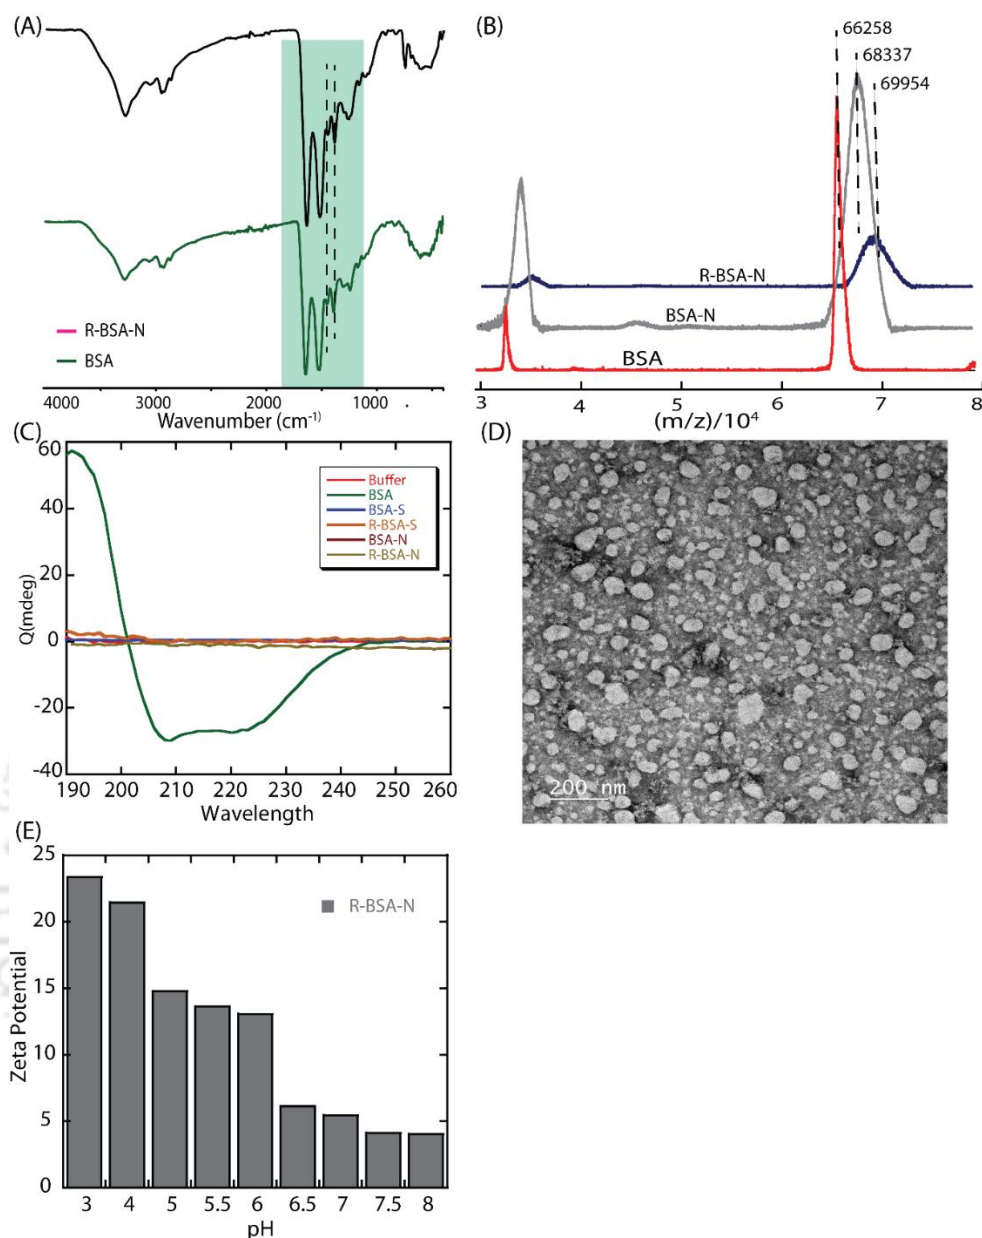 (A)
R-BSA-N
BSA
4000 3000 2000 1000
Wavenumber (cm⁻¹)
(B)
66258
68337
69954
R-BSA-N
BSA-N
BSA
3 4 5 6 7 8
(m/z)/10⁴
(C)
60
40
20
0
-20
-40
Q(mdeg)
Buffer
BSA
BSA-S
R-BSA-S
BSA-N
R-BSA-N
190 200 210 220 230 240 250 260
Wavelength
(D)
200 nm
(E)
25
20
15
10
5
0
Zeta Potential
R-BSA-N
3 4 5 5.5 6 6.5 7 7.5 8
pH